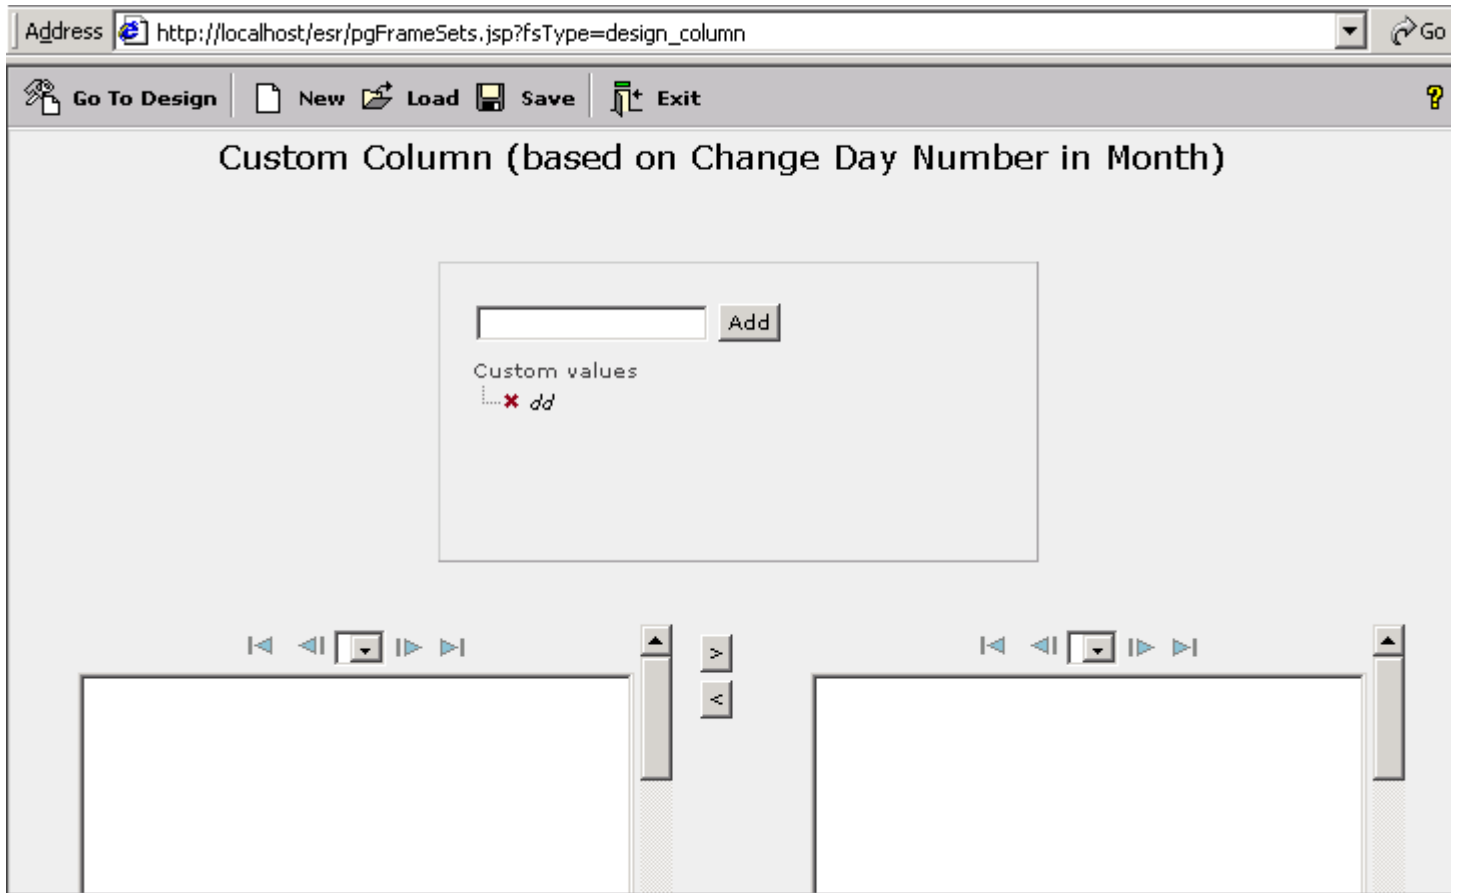 Address http://localhost/esr/pgFrameSets.jsp?fsType=design_column Go
Go To Design New Load Save Exit ?
Custom Column (based on Change Day Number in Month)
Add
Custom values
dd
>
<